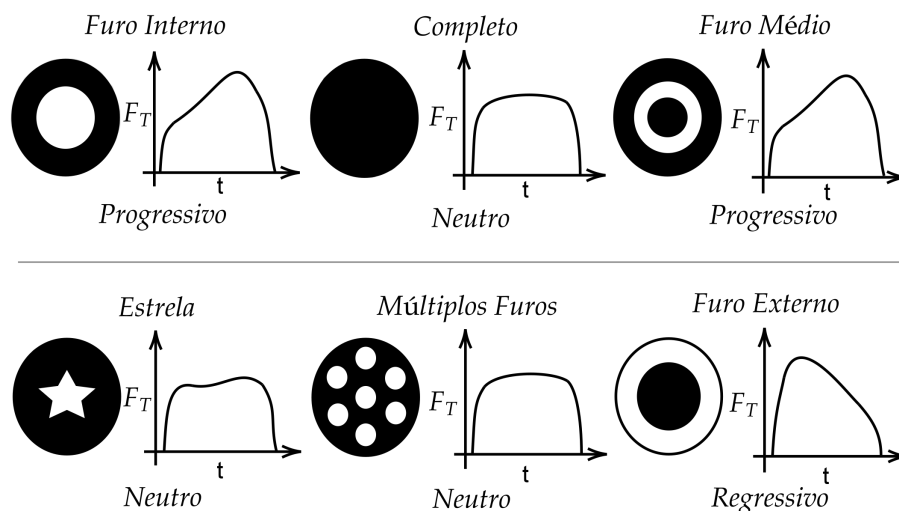 Furo Interno
Completo
Furo Médio
F_T
t
F_T
t
F_T
t
Progressivo
Neutro
Progressivo
Estrela
Múltiplos Furos
Furo Externo
F_T
t
F_T
t
F_T
t
Neutro
Neutro
Regressivo